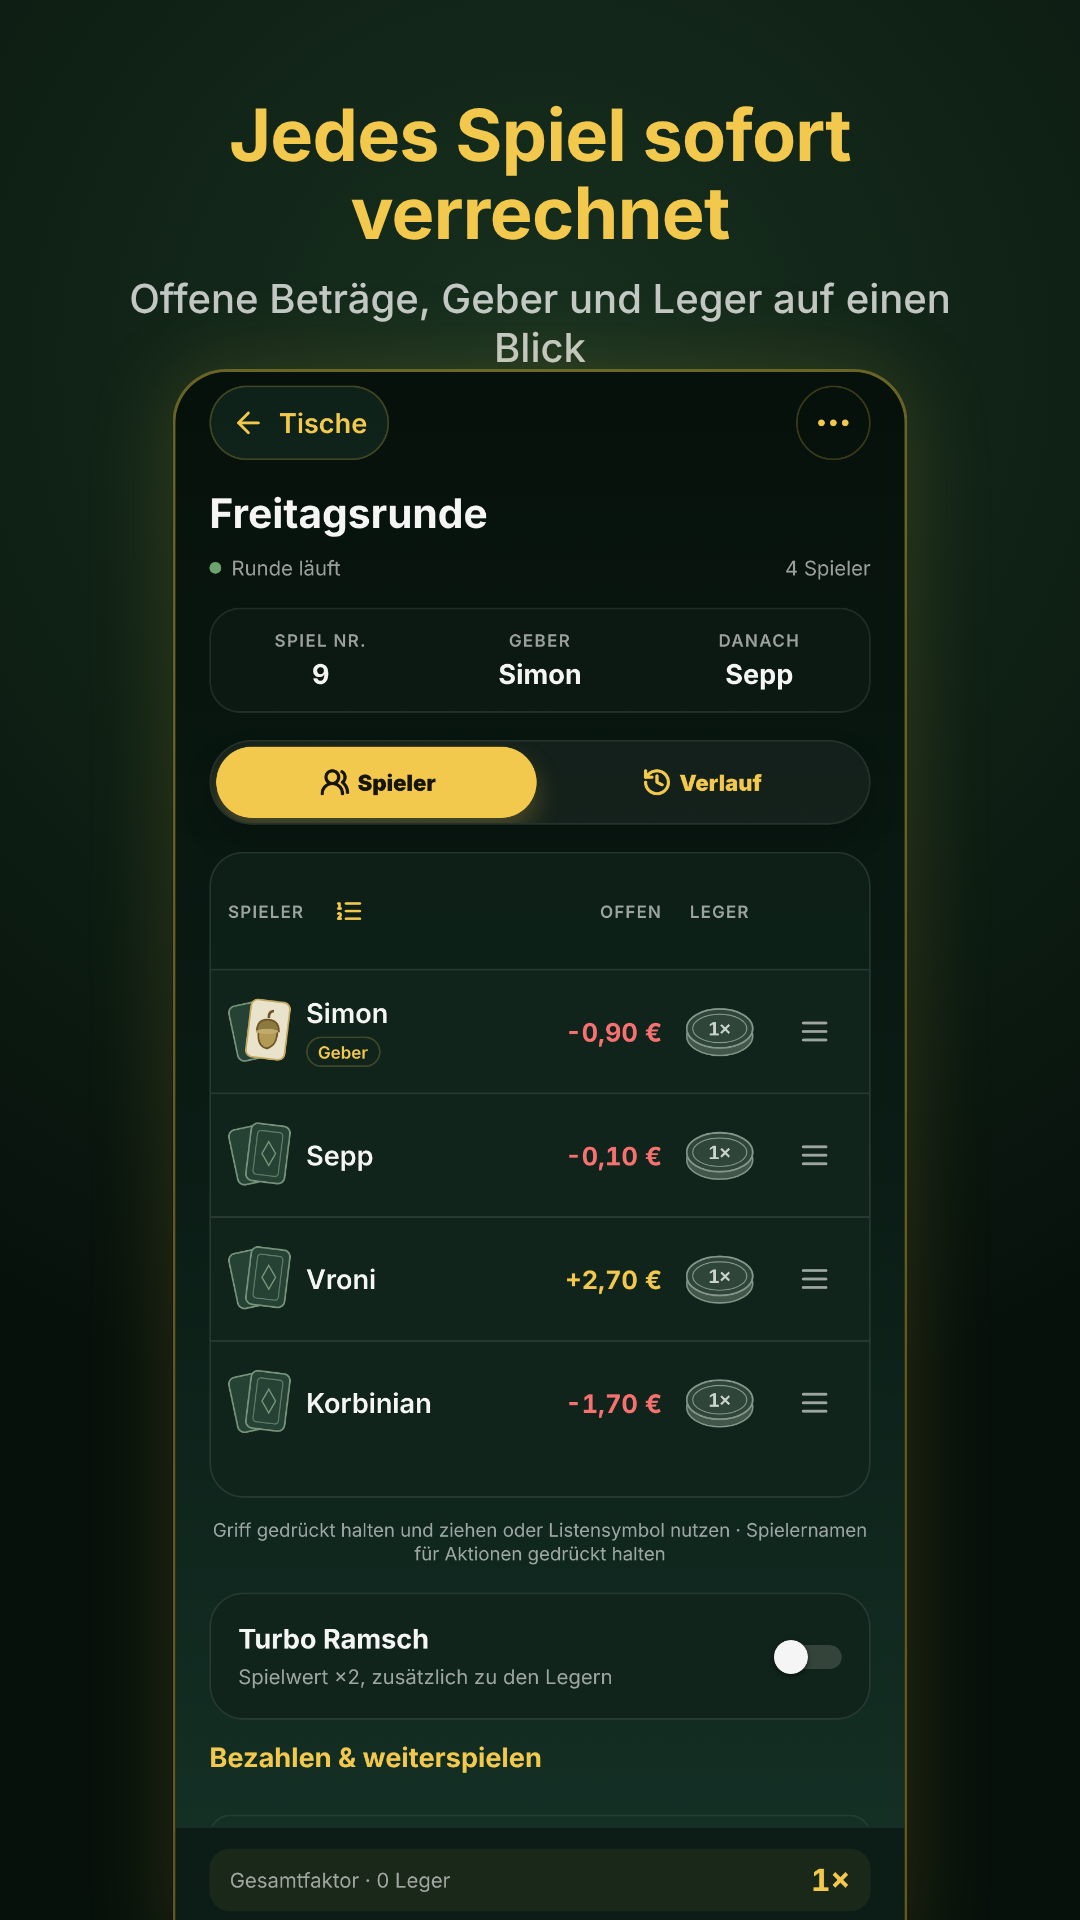 Jedes Spiel sofort
verrechnet
Offene Beträge, Geber und Leger auf einen
Blick
Tische
Freitagsrunde
Runde läuft
4 Spieler
SPIEL NR.
GEBER
DANACH
9
Simon
Sepp
Spieler
Verlauf
SPIELER
OFFEN
LEGER
Simon
Geber
-0,90 €
1×
Sepp
-0,10 €
1×
Vroni
+2,70 €
1×
Korbinian
-1,70 €
1×
Griff gedrückt halten und ziehen oder Listensymbol nutzen · Spielernamen
für Aktionen gedrückt halten
Turbo Ramsch
Spielwert ×2, zusätzlich zu den Legern
Bezahlen & weiterspielen
Gesamtfaktor · 0 Leger
1×